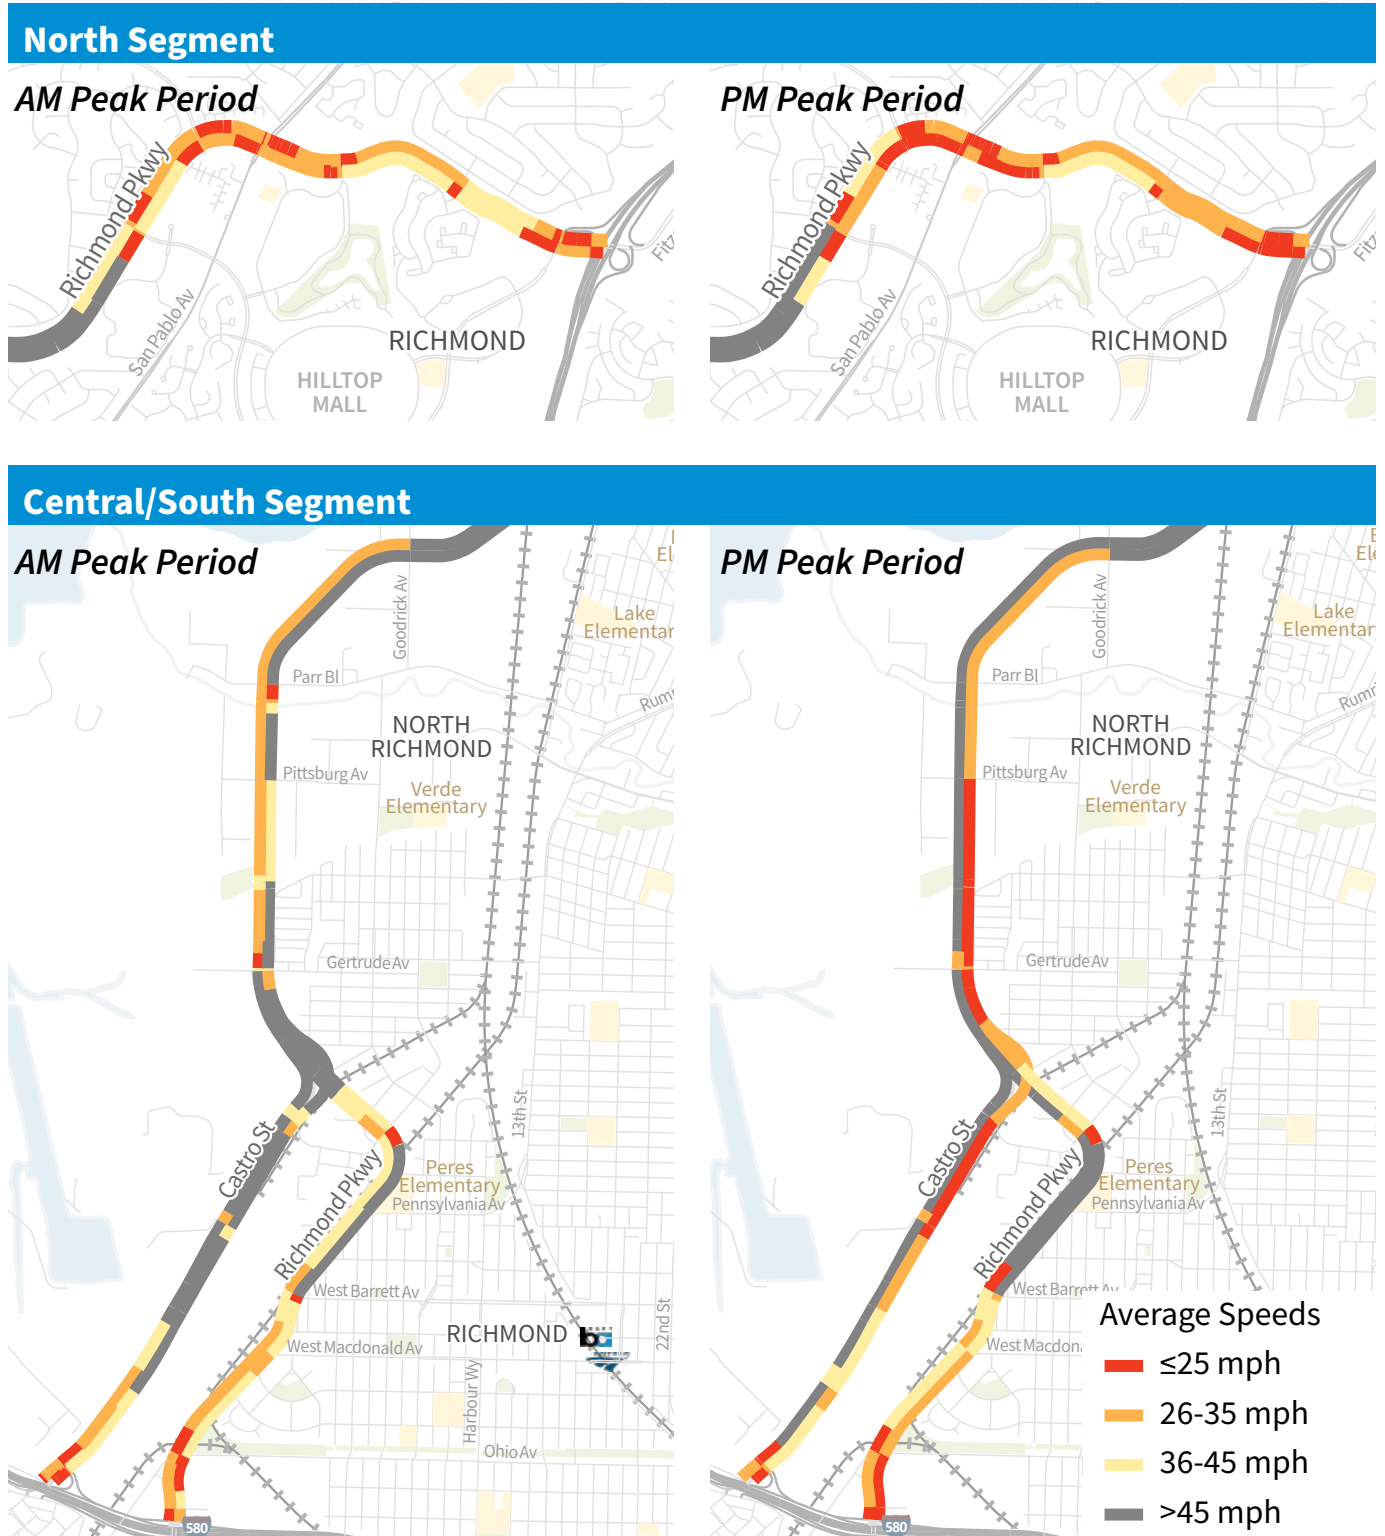 North Segment
AM Peak Period
Richmond Pkwy
San Pablo Av
RICHMOND
HILLTOP
MALL
PM Peak Period
Richmond Pkwy
San Pablo Av
RICHMOND
HILLTOP
MALL
Central/South Segment
AM Peak Period
Goodrick Av
Lake
Parr Bl
NORTH
RICHMOND
Pittsburg Av
Verde
Elementary
Gertrude Av
13th St
Castro St
Richmond Pkwy
Peres
Elementary
Pennsylvania Av
West Barrett Av
RICHMOND
22nd St
West Macdonald Av
Harbour Wy
Ohio Av
580
PM Peak Period
Goodrick Av
Lake
Parr Bl
NORTH
RICHMOND
Pittsburg Av
Verde
Elementary
Gertrude Av
13th St
Castro St
Richmond Pkwy
Peres
Elementary
Pennsylvania Av
West Barrett Av
West Macdona
580
Average Speeds
≤25 mph
26-35 mph
36-45 mph
>45 mph